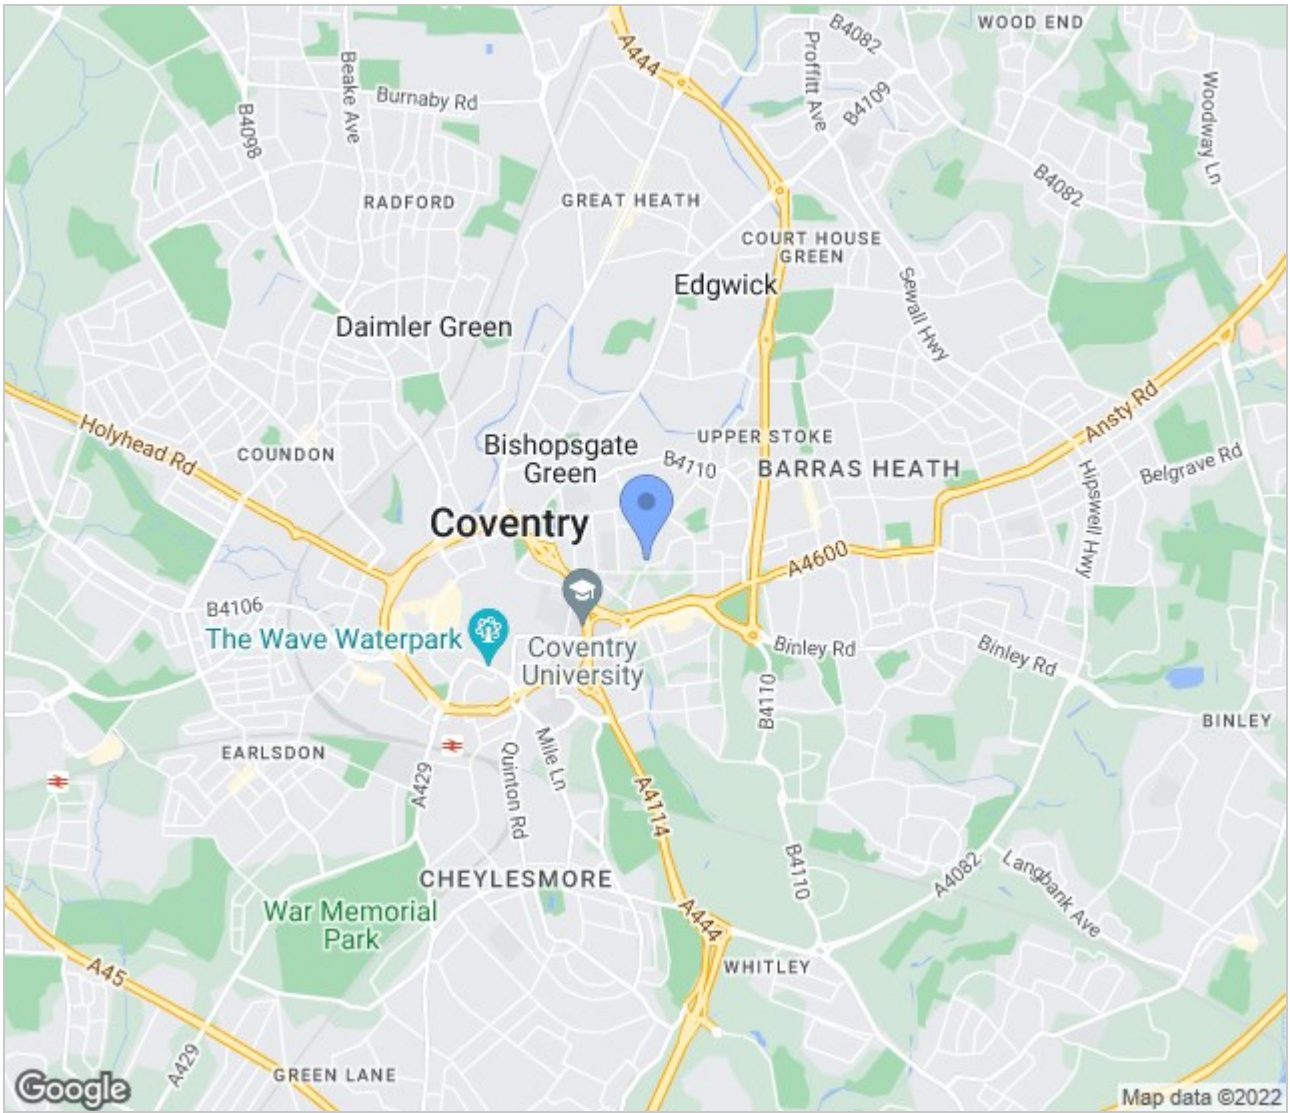 WOOD END
B4082
A444
Proffitt Ave
Beake Ave
Burnaby Rd
B4109
Woodway Ln
B4098
B4082
RADFORD
GREAT HEATH
COURT HOUSE
GREEN
Edgwick
Sewall Hwy
Daimler Green
Holyhead Rd
COUNDON
Bishopsgate
Green
UPPER STOKE
B4110
BARRAS HEATH
Ansty Rd
Belgrave Rd
Hipswell Hwy
Coventry
A4600
B4106
The Wave Waterpark
Coventry
University
Binley Rd
Binley Rd
B4110
BINLEY
EARLSDON
A429
Quinton Rd
Mile Ln
A4114
B4110
A4082
Langbank Ave
CHEYLESMORE
War Memorial
Park
A444
WHITLEY
A45
A429
GREEN LANE
Google
Map data ©2022